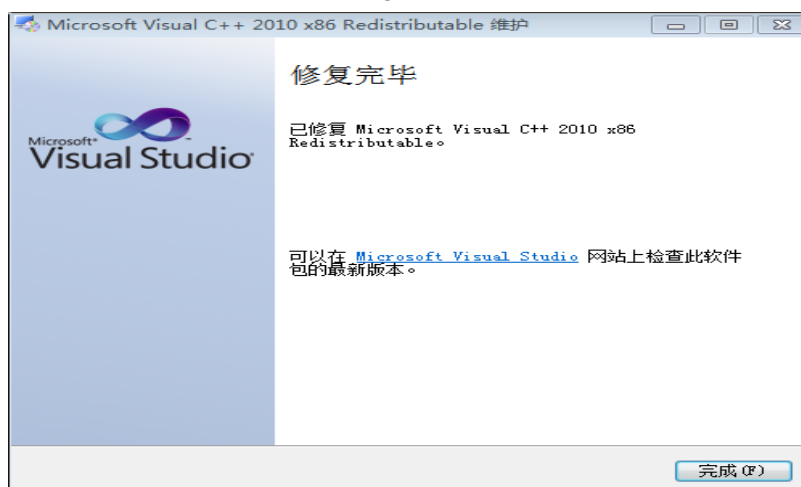 Microsoft Visual C++ 2010 x86 Redistributable 维护
修复完毕
Microsoft®
Visual Studio®
已修复 Microsoft Visual C++ 2010 x86
Redistributable。
可以在 Microsoft Visual Studio 网站上检查此软件
包的最新版本。
完成(F)